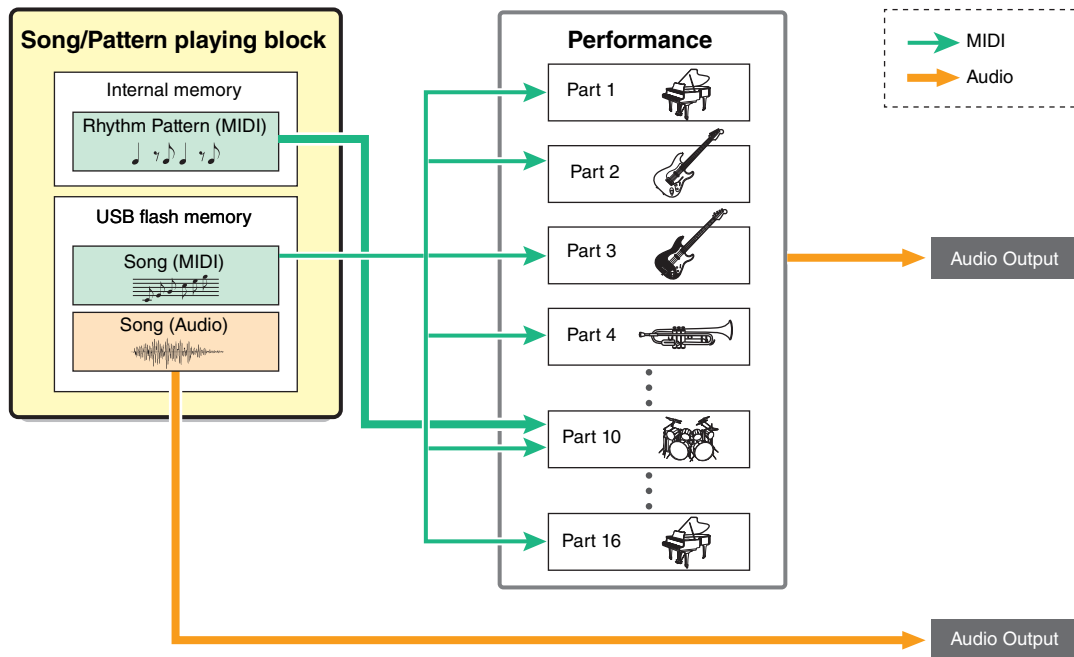 Song/Pattern playing block
Internal memory
Rhythm Pattern (MIDI)
USB flash memory
Song (MIDI)
Song (Audio)
Performance
Part 1
Part 2
Part 3
Part 4
Part 10
Part 16
MIDI
Audio
Audio Output
Audio Output